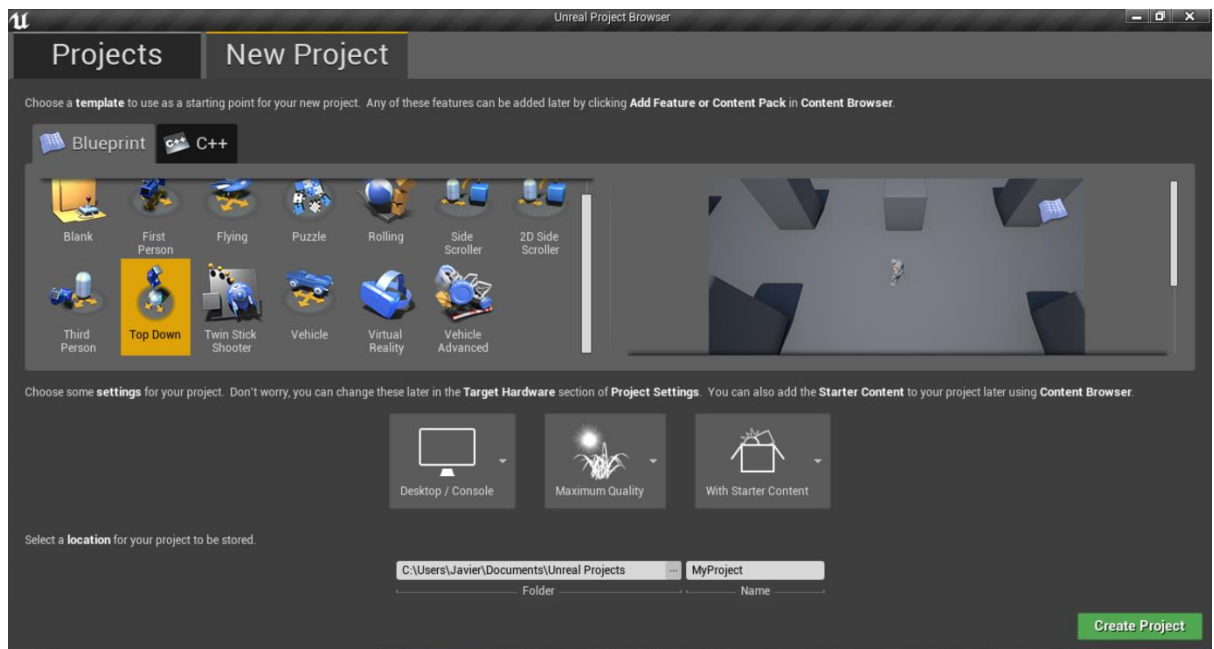 Unreal Project Browser
Projects
New Project
Choose a template to use as a starting point for your new project. Any of these features can be added later by clicking Add Feature or Content Pack in Content Browser.
Blueprint
C++
C++
Blank
First
Person
Flying
Puzzle
Rolling
Side
Scroller
2D Side
Scroller
Third
Person
Top Down
Twin Stick
Shooter
Vehicle
Virtual
Reality
Vehicle
Advanced
Choose some settings for your project. Don't worry, you can change these later in the Target Hardware section of Project Settings. You can also add the Starter Content to your project later using Content Browser.
Desktop / Console
Maximum Quality
With Starter Content
Select a location for your project to be stored.
C:\Users\Javier\Documents\Unreal Projects
...
MyProject
Folder
Name
Create Project